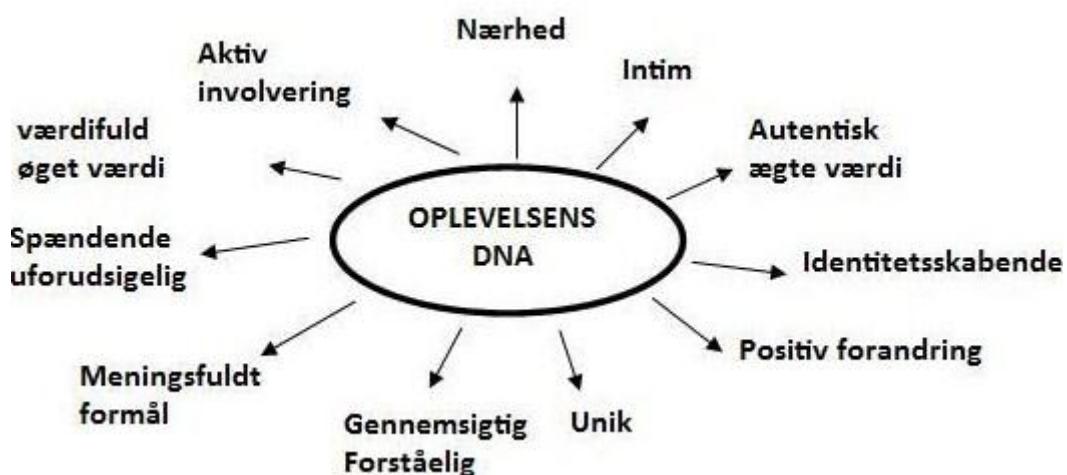 Nærhed
Intim
Aktiv
involvering
Autentisk
ægte værdi
værdifuld
øget værdi
OPLEVELSENS
DNA
Spændende
uforudsigelig
Identitetsskabende
Positiv forandring
Meningsfuldt
formål
Gennemsigtig
Forståelig
Unik